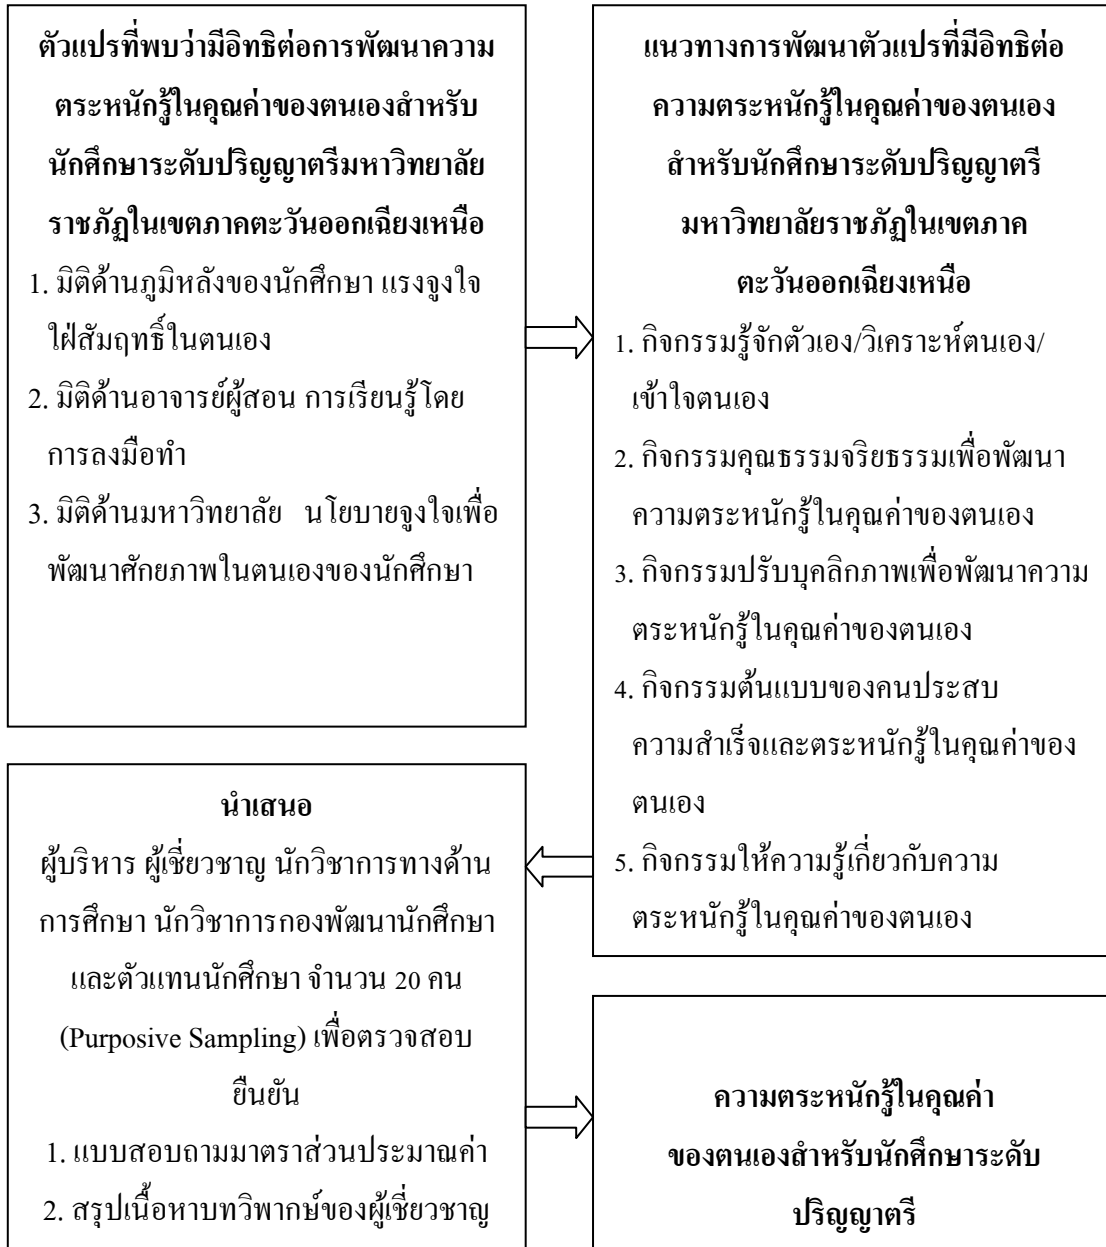 ตัวแปรที่พบว่ามีอิทธิต่อการพัฒนาความ
ตระหนักรู้ในคุณค่าของตนเองสำหรับ
นักศึกษาระดับปริญญาตรีมหาวิทยาลัย
ราชภัฏในเขตภาคตะวันออกเฉียงเหนือ
1. มิติด้านภูมิหลังของนักศึกษา แรงจูงใจ
ใฝ่สัมฤทธิ์ในตนเอง
2. มิติด้านอาจารย์ผู้สอน การเรียนรู้โดย
การลงมือทำ
3. มิติด้านมหาวิทยาลัย นโยบายจูงใจเพื่อ
พัฒนาศักยภาพในตนเองของนักศึกษา
แนวทางการพัฒนาตัวแปรที่มีอิทธิต่อ
ความตระหนักรู้ในคุณค่าของตนเอง
สำหรับนักศึกษาระดับปริญญาตรี
มหาวิทยาลัยราชภัฏในเขตภาค
ตะวันออกเฉียงเหนือ
1. กิจกรรมรู้จักตัวเอง/วิเคราะห์ตนเอง/
เข้าใจตนเอง
2. กิจกรรมคุณธรรมจริยธรรมเพื่อพัฒนา
ความตระหนักรู้ในคุณค่าของตนเอง
3. กิจกรรมปรับบุคลิกภาพเพื่อพัฒนาความ
ตระหนักรู้ในคุณค่าของตนเอง
4. กิจกรรมต้นแบบของคนประสบ
ความสำเร็จและตระหนักรู้ในคุณค่าของ
ตนเอง
5. กิจกรรมให้ความรู้เกี่ยวกับความ
ตระหนักรู้ในคุณค่าของตนเอง
นำเสนอ
ผู้บริหาร ผู้เชี่ยวชาญ นักวิชาการทางด้าน
การศึกษา นักวิชาการกองพัฒนานักศึกษา
และตัวแทนนักศึกษา จำนวน 20 คน
(Purposive Sampling) เพื่อตรวจสอบ
ยืนยัน
1. แบบสอบถามมาตราส่วนประมาณค่า
2. สรุปเนื้อหาบทวิพากษ์ของผู้เชี่ยวชาญ
ความตระหนักรู้ในคุณค่า
ของตนเองสำหรับนักศึกษาระดับ
ปริญญาตรี